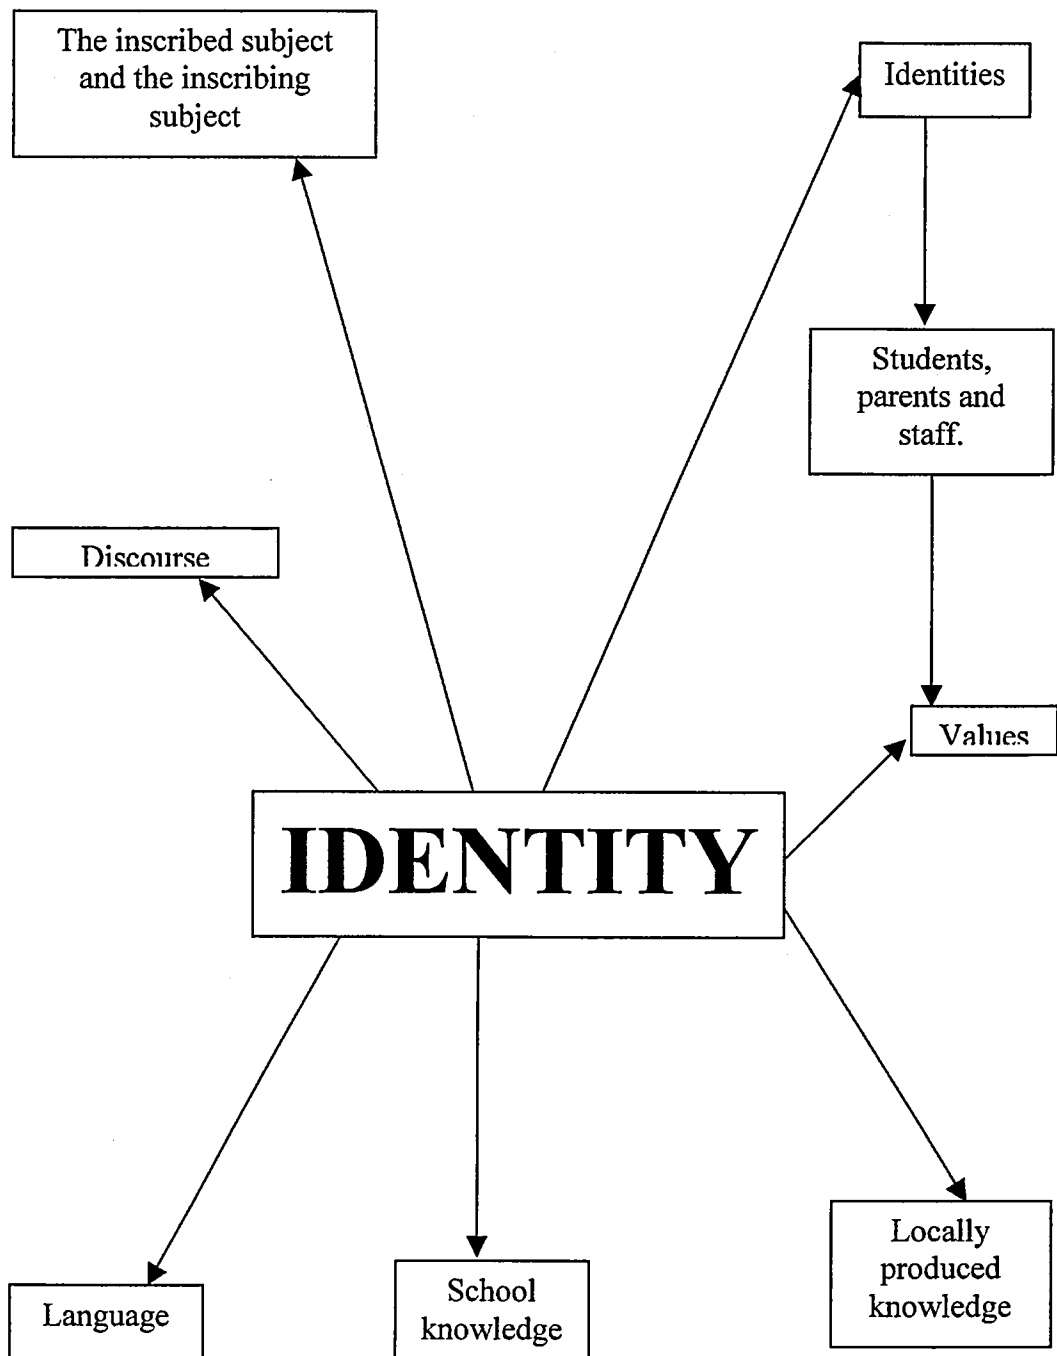 The inscribed subject
and the inscribing
subject
Identities
Students,
parents and
staff.
Discourse
Values
IDENTITY
Language
School
knowledge
Locally
produced
knowledge